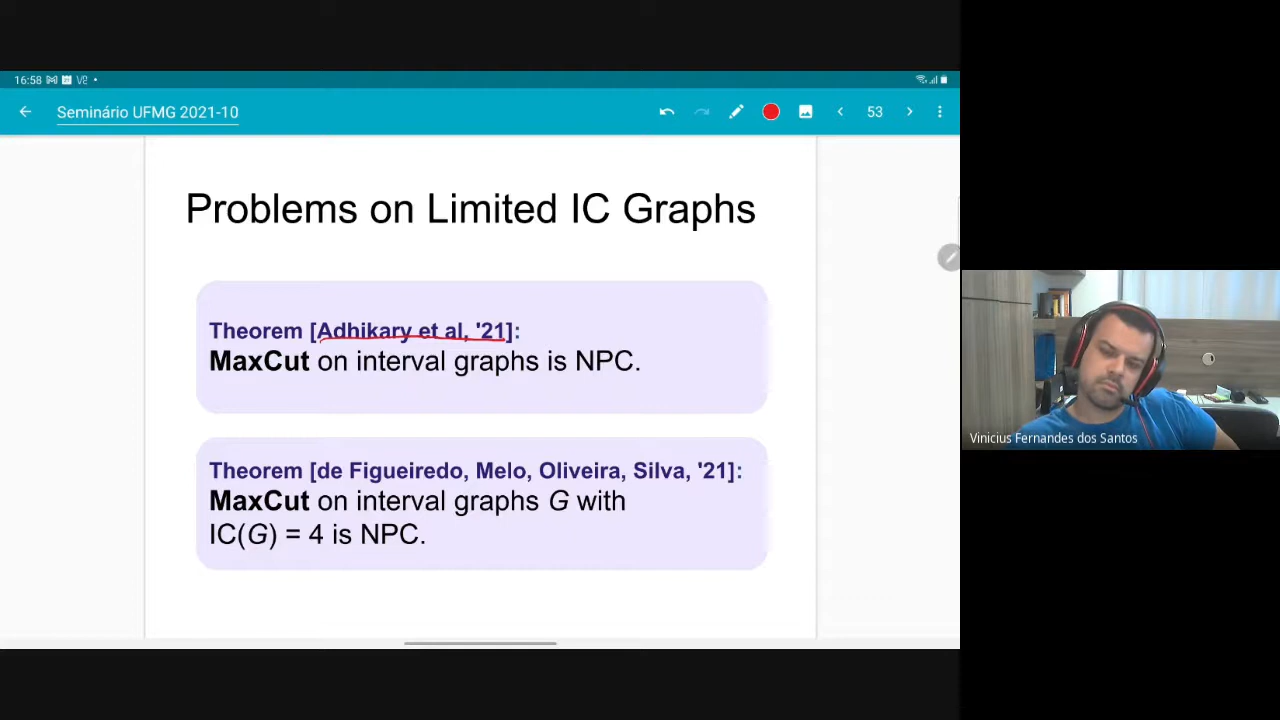 16:58
Seminário UFMG 2021-10
53
Problems on Limited IC Graphs
Theorem [Adhikary et al, '21]:
MaxCut on interval graphs is NPC.
Theorem [de Figueiredo, Melo, Oliveira, Silva, '21]:
MaxCut on interval graphs G with
IC(G) = 4 is NPC.
Vinicius Fernandes dos Santos